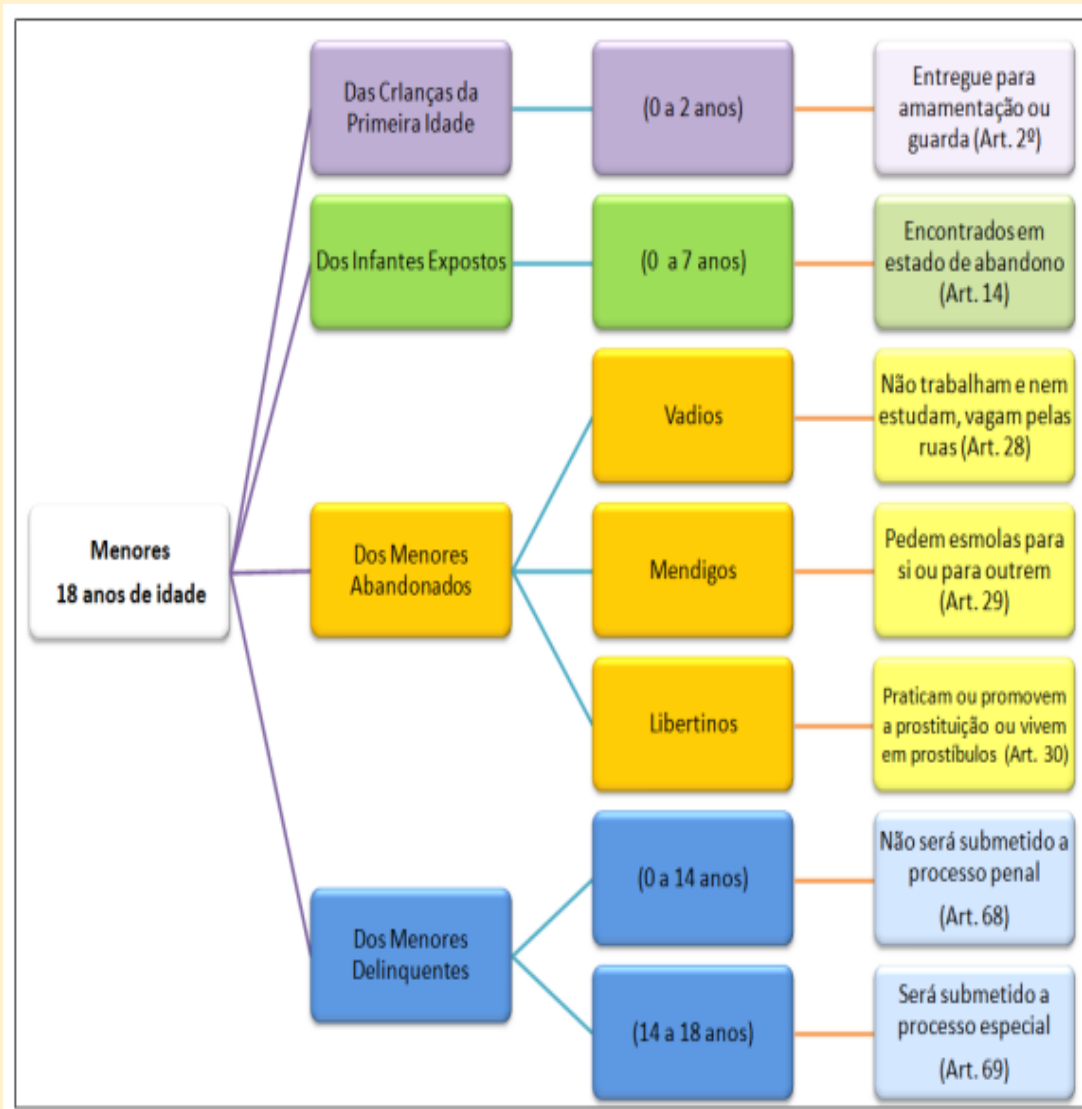 Das CrIanças da
Primeira Idade
(0 a 2 anos)
Entregue para
amamentação ou
guarda (Art. 2º)
Dos Infantes Expostos
(0 a 7 anos)
Encontrados em
estado de abandono
(Art. 14)
Menores
18 anos de idade
Dos Menores
Abandonados
Vadios
Não trabalham e nem
estudam, vagam pelas
ruas (Art. 28)
Mendigos
Pedem esmolas para
si ou para outrem
(Art. 29)
Libertinos
Praticam ou promovem
a prostituição ou vivem
em prostíbulos (Art. 30)
Dos Menores
Delinquentes
(0 a 14 anos)
Não será submetido a
processo penal
(Art. 68)
(14 a 18 anos)
Será submetido a
processo especial
(Art. 69)